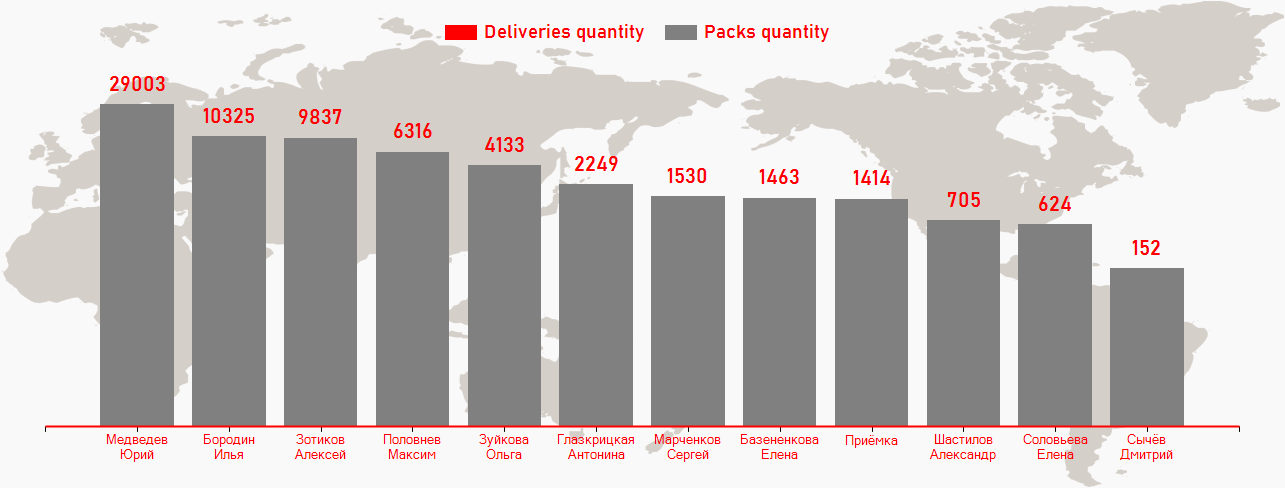 Deliveries quantity Packs quantity
29003
10325
9837
6316
4133
2249
1530
1463
1414
705
624
152
Медведев
Юрий
Бородин
Илья
Зотиков
Алексей
Половнев
Максим
Зуйкова
Ольга
Глазкрицкая
Антонина
Марченков
Сергей
Базененкова
Елена
Приёмка
Шастилов
Александр
Соловьева
Елена
Сычёв
Дмитрий